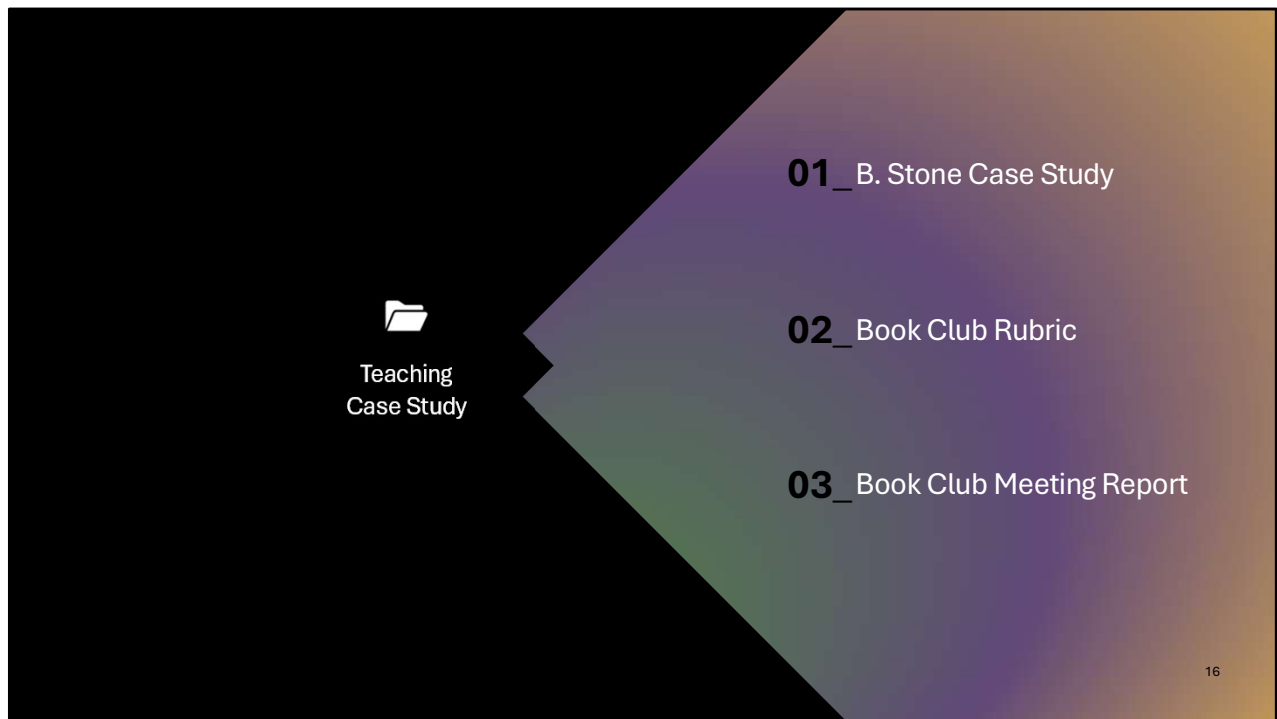 Teaching
Case Study
01_ B. Stone Case Study
02_ Book Club Rubric
03_ Book Club Meeting Report
16